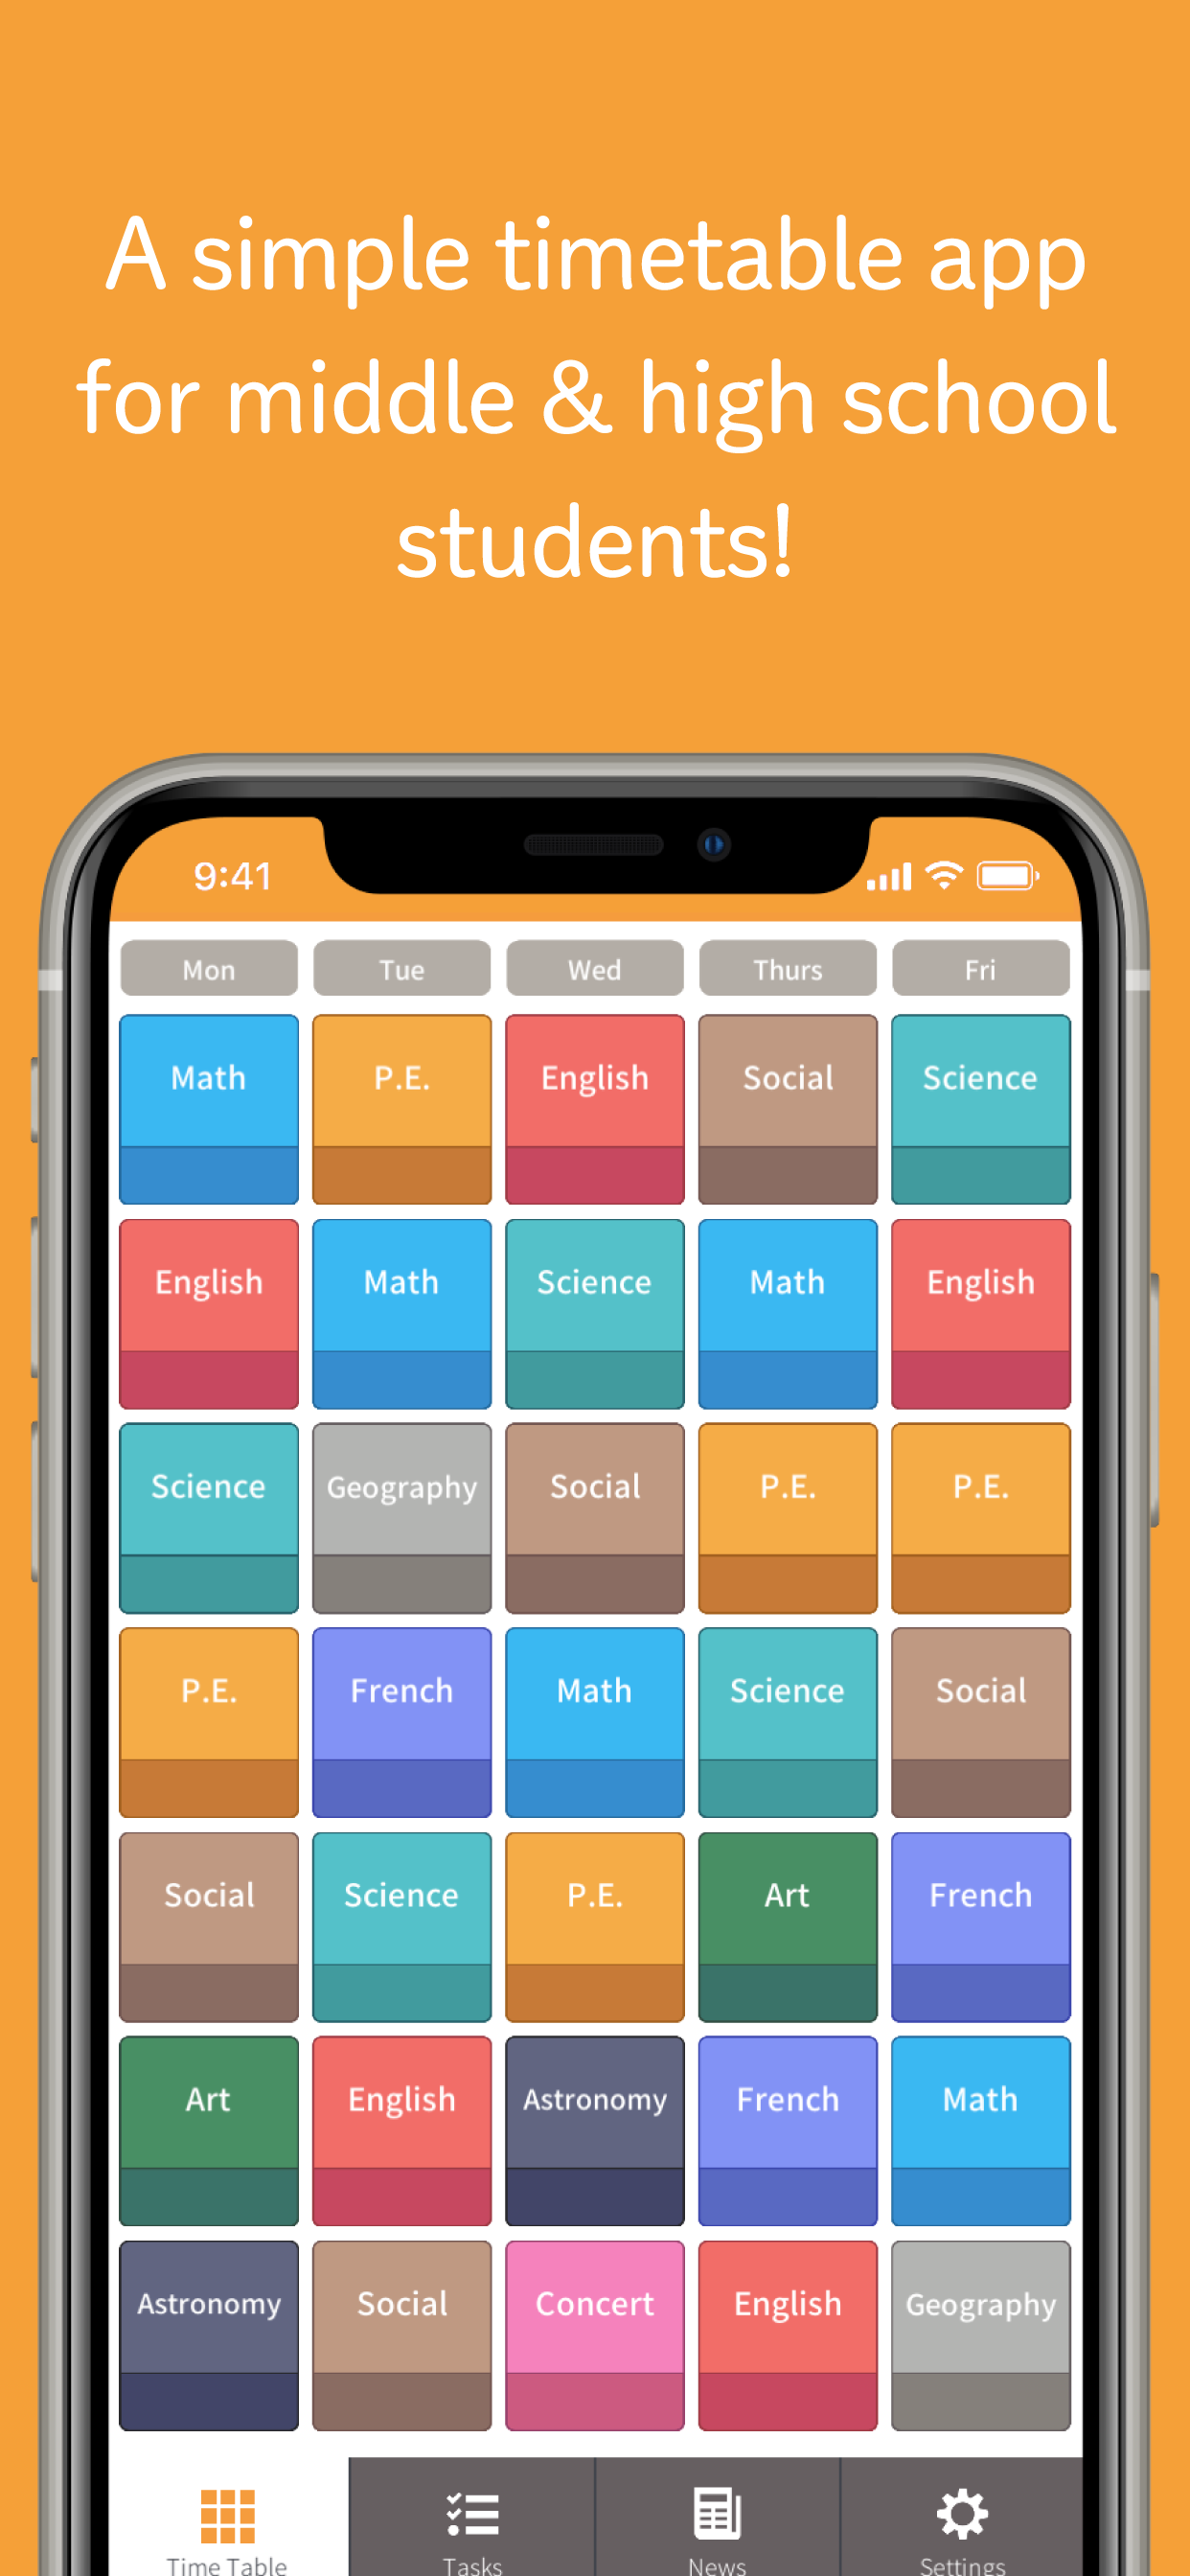 A simple timetable app
for middle & high school
students!
9:41
Mon Tue Wed Thurs Fri
Math P.E. English Social Science
English Math Science Math English
Science Geography Social P.E. P.E.
P.E. French Math Science Social
Social Science P.E. Art French
Art English Astronomy French Math
Astronomy Social Concert English Geography
Time Table Tasks News Settings